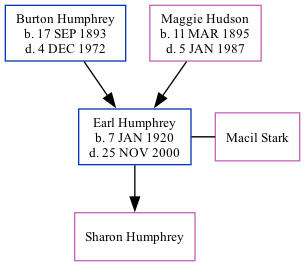 Burton Humphrey
b. 17 SEP 1893
d. 4 DEC 1972
Maggie Hudson
b. 11 MAR 1895
d. 5 JAN 1987
Earl Humphrey
b. 7 JAN 1920
d. 25 NOV 2000
Macil Stark
Sharon Humphrey